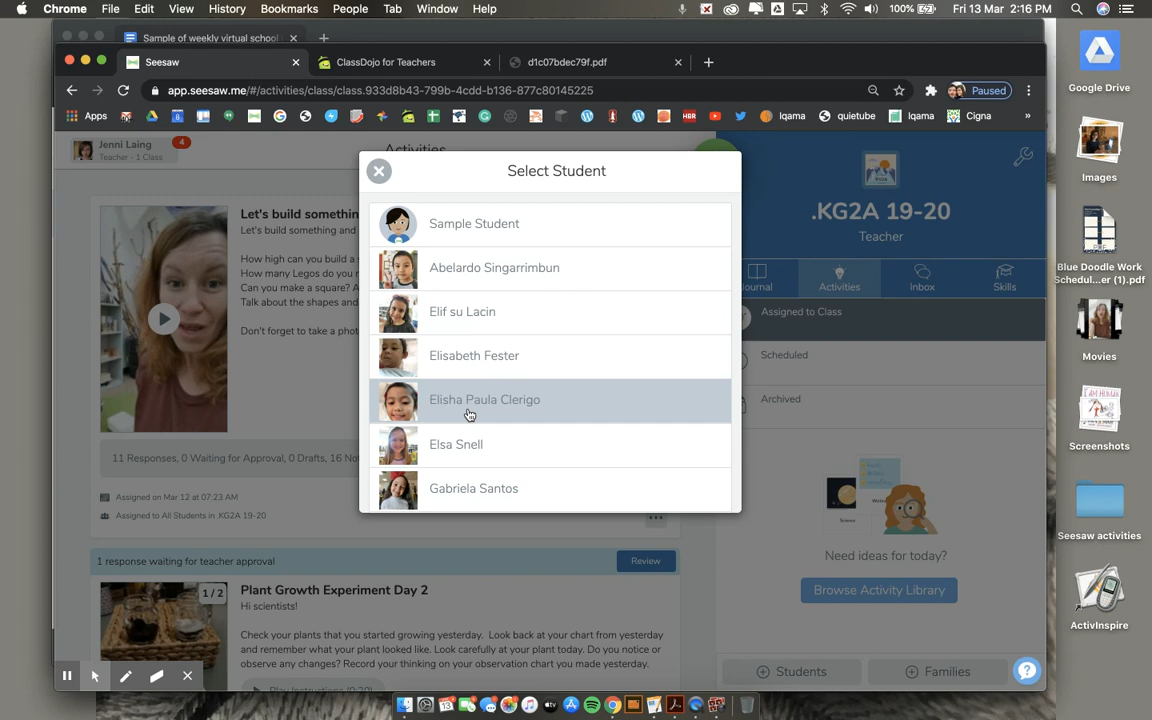 Chrome File Edit View History Bookmarks People Tab Window Help 100% Fri 13 Mar 2:16 PM
Sample of weekly virtual school
Seesaw ClassDojo for Teachers d1c07bdec79f.pdf
app.seesaw.me/#/activities/class/class.933d8b43-799b-4cdd-b136-877c80145225 Paused
Apps HBR Iqama quietube Iqama Cigna »
Jenni Laing
Teacher - 1 Class
4
Activities
Select Student
Sample Student
Abelardo Singarrimbun
Elif su Lacin
Elisabeth Fester
Elisha Paula Clerigo
Elsa Snell
Gabriela Santos
Let's build somethin
Let's build something and
How high can you build a
How many Legos do you
Can you make a square?
Talk about the shapes and
Don't forget to take a phot
11 Responses, 0 Waiting for Approval, 0 Drafts, 16 Not
Assigned on Mar 12 at 07:23 AM
Assigned to All Students in .KG2A 19-20
1 response waiting for teacher approval Review
1 / 2
Plant Growth Experiment Day 2
Hi scientists!
Check your plants that you started growing yesterday. Look back at your chart from yesterday
and remember what your plant looked like. Look carefully at your plant today. Do you notice or
observe any changes? Record your thinking on your observation chart you made yesterday.
Play Instructions (0:20)
.KG2A 19-20
Teacher
Journal Activities Inbox Skills
Assigned to Class
Scheduled
Archived
Science
Need ideas for today?
Browse Activity Library
Students Families
Google Drive
Images
Blue Doodle Work
Schedul...er (1).pdf
Movies
Screenshots
Seesaw activities
ActivInspire